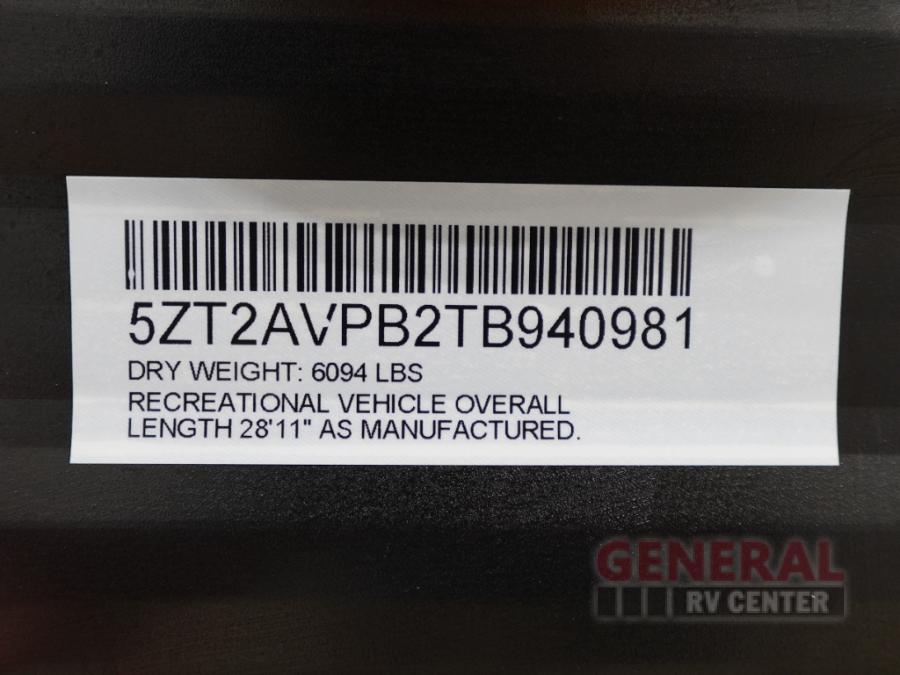 5ZT2AVPB2TB940981
DRY WEIGHT: 6094 LBS
RECREATIONAL VEHICLE OVERALL
LENGTH 28'11" AS MANUFACTURED.
GENERAL
RV CENTER